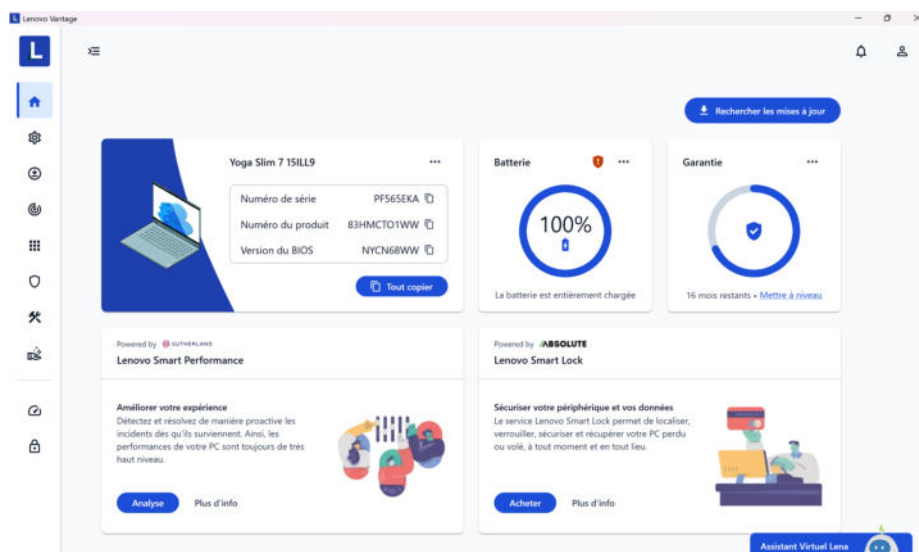 Lenovo Vantage
Rechercher les mises à jour
Yoga Slim 7 15ILL9
Numéro de série PF565EKA
Numéro du produit 83HMCTO1WW
Version du BIOS NYCN68WW
Tout copier
Batterie
100%
La batterie est entièrement chargée
Garantie
16 mois restants • Mettre à niveau
Powered by SUTHERLAND
Lenovo Smart Performance
Améliorer votre expérience
Détectez et résolvez de manière proactive les
incidents dès qu'ils surviennent. Ainsi, les
performances de votre PC sont toujours de très
haut niveau.
Analyse Plus d'info
Powered by ABSOLUTE
Lenovo Smart Lock
Sécuriser votre périphérique et vos données
Le service Lenovo Smart Lock permet de localiser,
verrouiller, sécuriser et récupérer votre PC perdu
ou volé, à tout moment et en tout lieu.
Acheter Plus d'info
Assistant Virtuel Lena